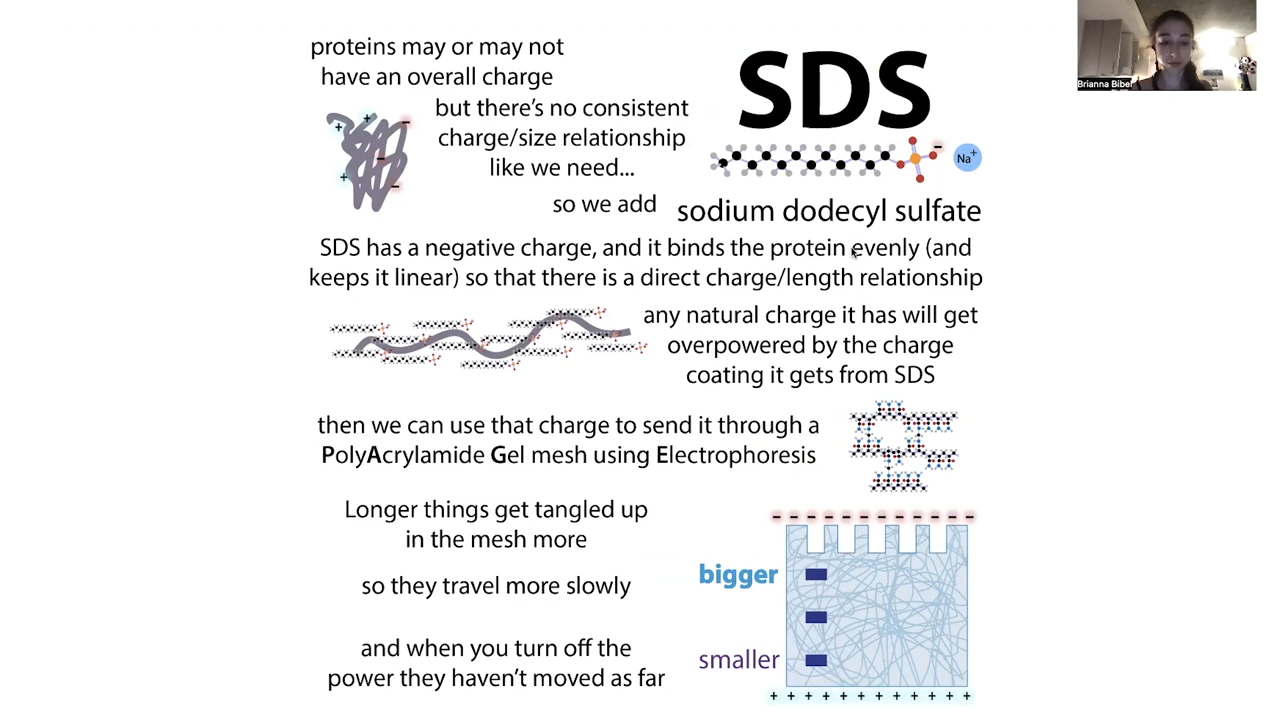 proteins may or may not
have an overall charge
but there's no consistent
charge/size relationship
like we need...
so we add
SDS
Na+
sodium dodecyl sulfate
SDS has a negative charge, and it binds the protein evenly (and
keeps it linear) so that there is a direct charge/length relationship
any natural charge it has will get
overpowered by the charge
coating it gets from SDS
then we can use that charge to send it through a
PolyAcrylamide Gel mesh using Electrophoresis
Longer things get tangled up
in the mesh more
so they travel more slowly
and when you turn off the
power they haven't moved as far
bigger
smaller
Brianna Bibel